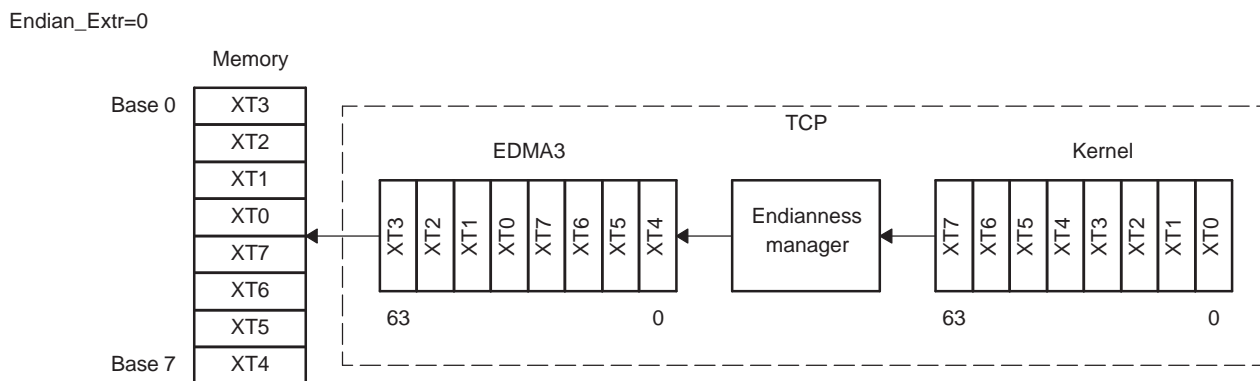 Endian_Extr=0
Memory
Base 0
XT3
XT2
XT1
XT0
XT7
XT6
XT5
Base 7
XT4
TCP
EDMA3
XT3
XT2
XT1
XT0
XT7
XT6
XT5
XT4
63
0
Endianness
manager
Kernel
XT7
XT6
XT5
XT4
XT3
XT2
XT1
XT0
63
0